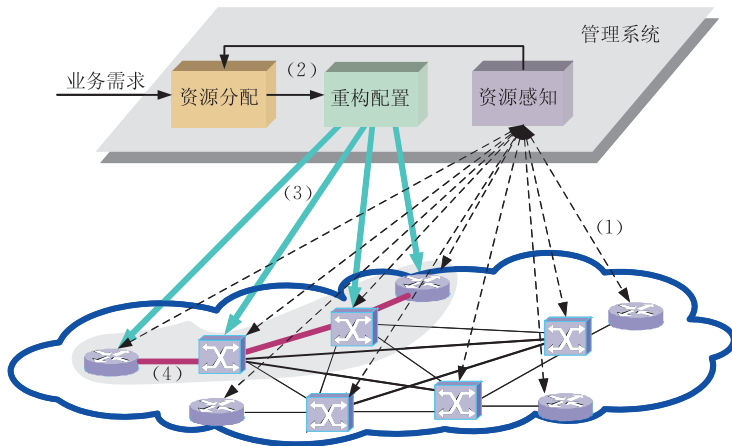 管理系统
业务需求
(2)
资源分配
重构配置
资源感知
(3)
(1)
(4)